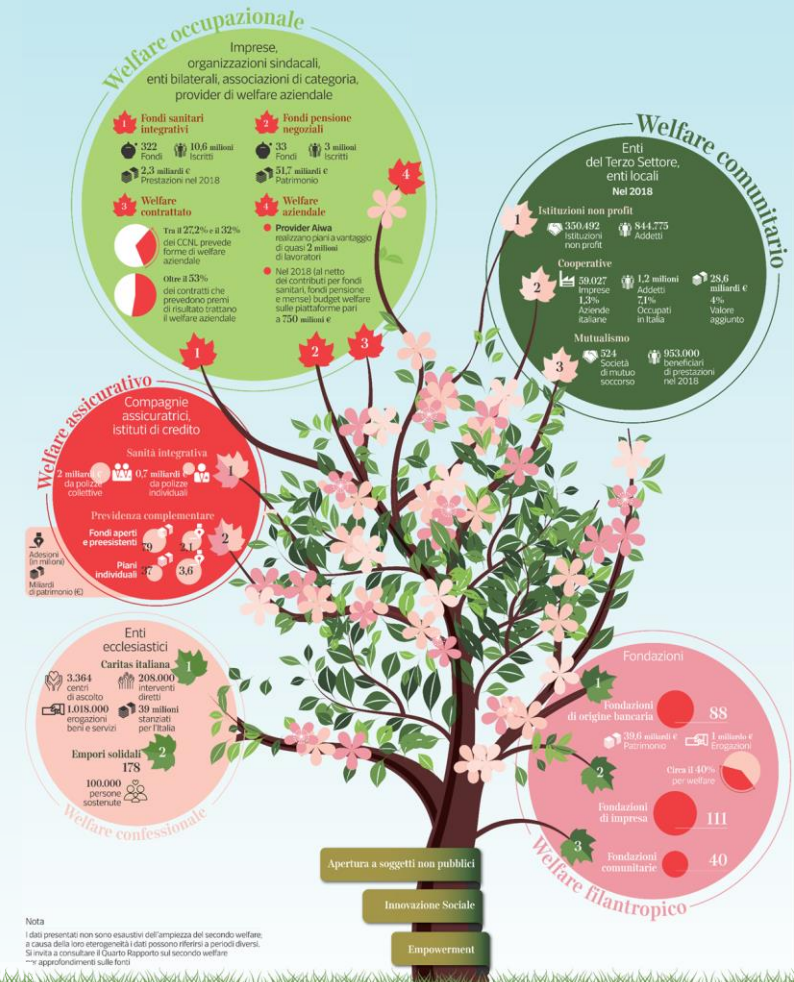 Welfare occupazionale
Imprese,
organizzazioni sindacali,
enti bilaterali, associazioni di categoria,
provider di welfare aziendale
1
Fondi sanitari
integrativi
322
Fondi
10,6 milioni
Iscritti
2,3 miliardi €
Prestazioni nel 2018
2
Fondi pensione
negoziali
33
Fondi
3 milioni
Iscritti
51,7 miliardi €
Patrimonio
3
Welfare
contrattato
Tra il 27,2% e il 32%
dei CCNL prevede
forme di welfare
aziendale
Oltre il 53%
dei contratti che
prevedono premi
di risultato trattano
il welfare aziendale
4
Welfare
aziendale
Provider Aiwa
realizzano piani a vantaggio
di quasi 2 milioni
di lavoratori
Nel 2018 (al netto
dei contributi per fondi
sanitari, fondi pensione
e mense) budget welfare
sulle piattaforme pari
a 750 milioni €
4
1
2
3
Welfare comunitario
Enti
del Terzo Settore,
enti locali
Nel 2018
1
Istituzioni non profit
350.492
Istituzioni
non profit
844.775
Addetti
2
Cooperative
59.027
Imprese
1,3%
Aziende
italiane
1,2 milioni
Addetti
7,1%
Occupati
in Italia
28,6
miliardi €
4%
Valore
aggiunto
3
Mutualismo
524
Società
di mutuo
soccorso
953.000
beneficiari
di prestazioni
nel 2018
Welfare assicurativo
Compagnie
assicuratrici,
istituti di credito
Sanità integrativa
1
2 miliardi €
da polizze
collettive
0,7 miliardi €
da polizze
individuali
Previdenza complementare
2
Fondi aperti
e preesistenti
79
2,1
Piani
individuali
37
3,6
Adesioni
(in milioni)
Miliardi
di patrimonio (€)
Enti
ecclesiastici
Caritas italiana
1
3.364
centri
di ascolto
208.000
interventi
diretti
1.018.000
erogazioni
beni e servizi
39 milioni
stanziati
per l'Italia
Empori solidali
2
178
100.000
persone
sostenute
Welfare confessionale
Fondazioni
1
Fondazioni
di origine bancaria
88
39,6 miliardi €
Patrimonio
1 miliardo €
Erogazioni
Circa il 40%
per welfare
2
Fondazioni
di impresa
111
3
Fondazioni
comunitarie
40
Welfare filantropico
Apertura a soggetti non pubblici
Innovazione Sociale
Empowerment
Nota
I dati presentati non sono esaustivi dell'ampiezza del secondo welfare;
a causa della loro eterogeneità i dati possono riferirsi a periodi diversi.
Si invita a consultare il Quarto Rapporto sul secondo welfare
approfondimenti sulle fonti